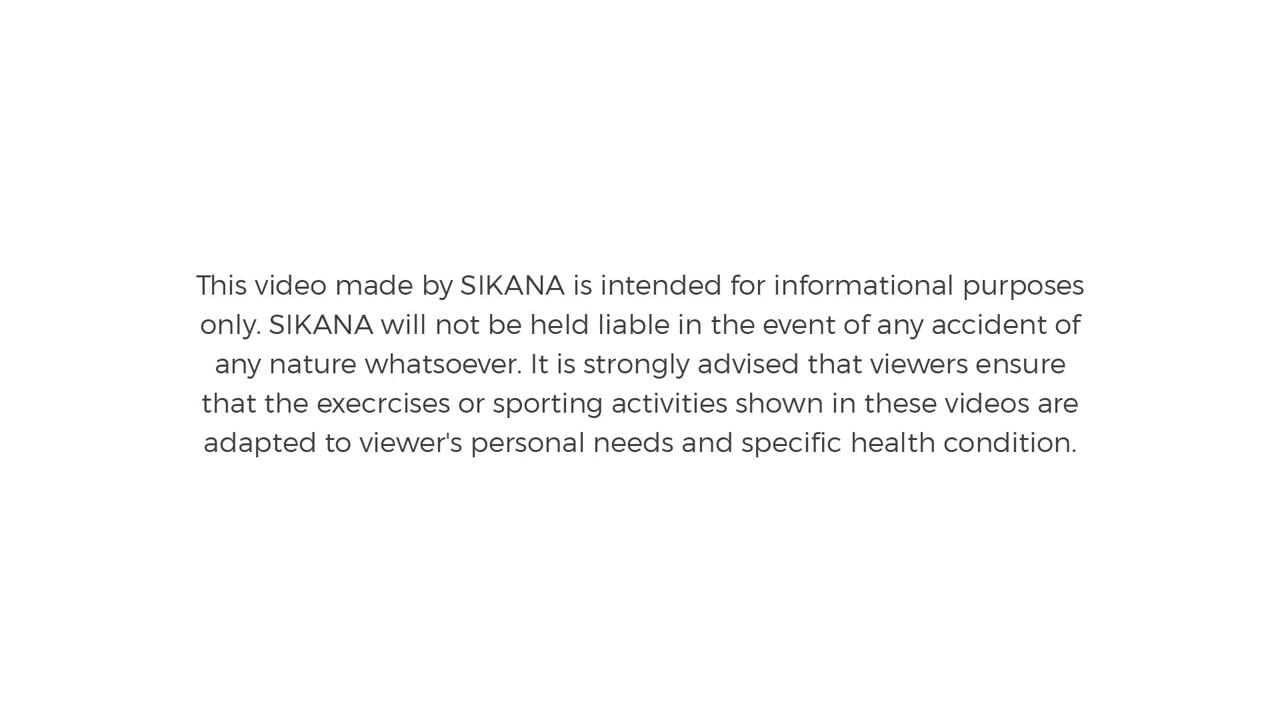 This video made by SIKANA is intended for informational purposes
only. SIKANA will not be held liable in the event of any accident of
any nature whatsoever. It is strongly advised that viewers ensure
that the execrcises or sporting activities shown in these videos are
adapted to viewer's personal needs and specific health condition.